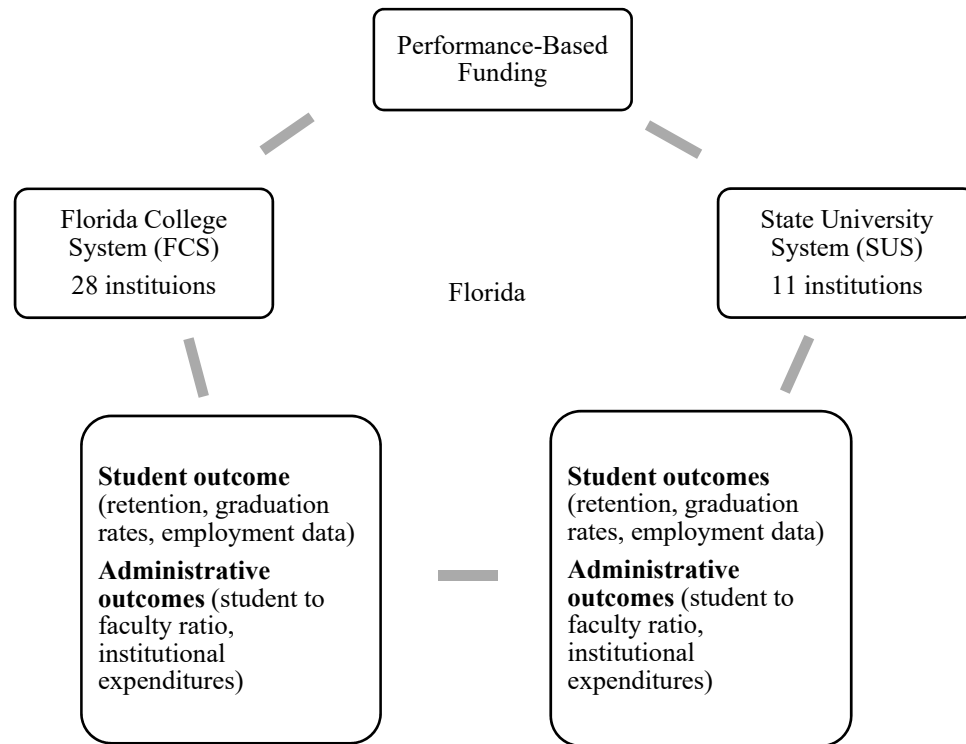 Performance-Based
Funding
Florida College
System (FCS)
28 instituions
State University
System (SUS)
11 institutions
Florida
Student outcome
(retention, graduation
rates, employment data)
Administrative
outcomes (student to
faculty ratio,
institutional
expenditures)
Student outcomes
(retention, graduation
rates, employment data)
Administrative
outcomes (student to
faculty ratio,
institutional
expenditures)